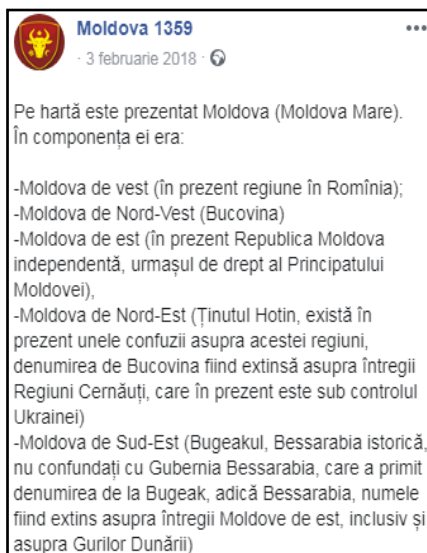 Moldova 1359
· 3 februarie 2018 ·
Pe hartă este prezentat Moldova (Moldova Mare).
În componența ei era:
-Moldova de vest (în prezent regiune în Romînia);
-Moldova de Nord-Vest (Bucovina)
-Moldova de est (în prezent Republica Moldova
independentă, urmașul de drept al Principatului
Moldovei),
-Moldova de Nord-Est (Ținutul Hotin, există în
prezent unele confuzii asupra acestei regiuni,
denumirea de Bucovina fiind extinsă asupra întregii
Regiuni Cernăuți, care în prezent este sub controlul
Ukrainei)
-Moldova de Sud-Est (Bugeakul, Bessarabia istorică,
nu confundați cu Gubernia Bessarabia, care a primit
denumirea de la Bugeak, adică Bessarabia, numele
fiind extins asupra întregii Moldove de est, inclusiv și
asupra Gurilor Dunării)